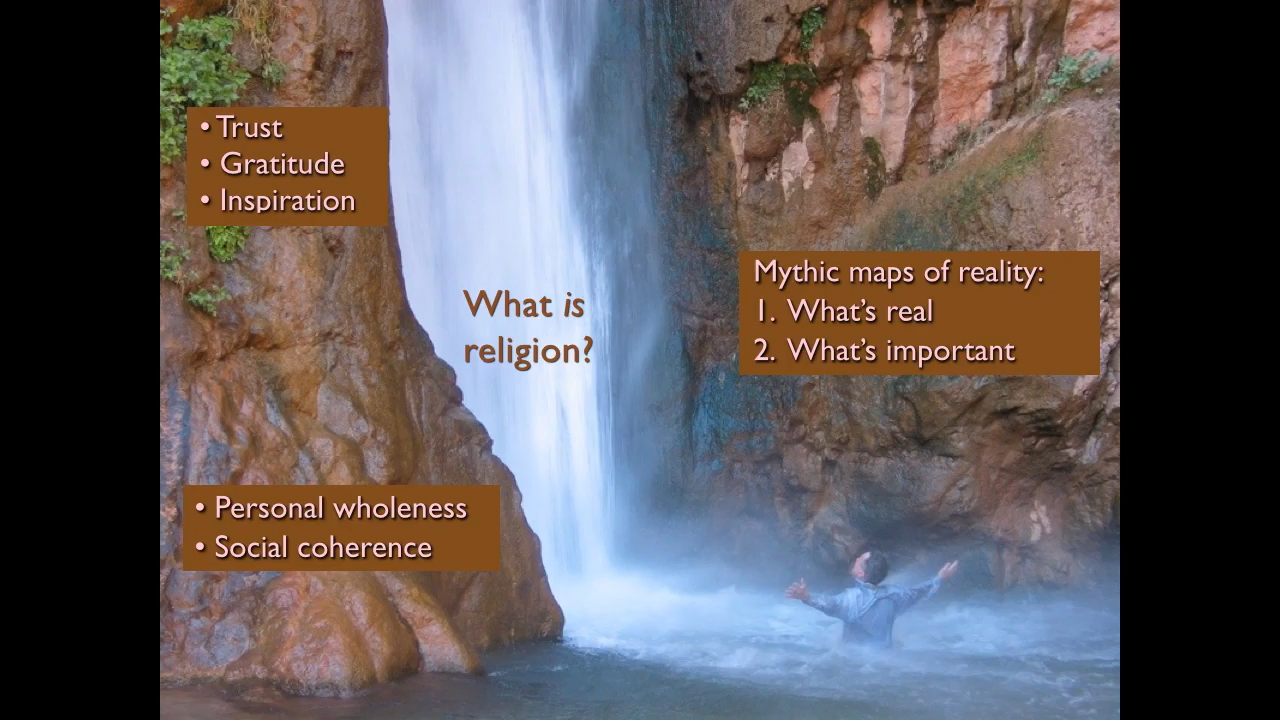 • Trust
• Gratitude
• Inspiration
What is
religion?
Mythic maps of reality:
1. What's real
2. What's important
• Personal wholeness
• Social coherence